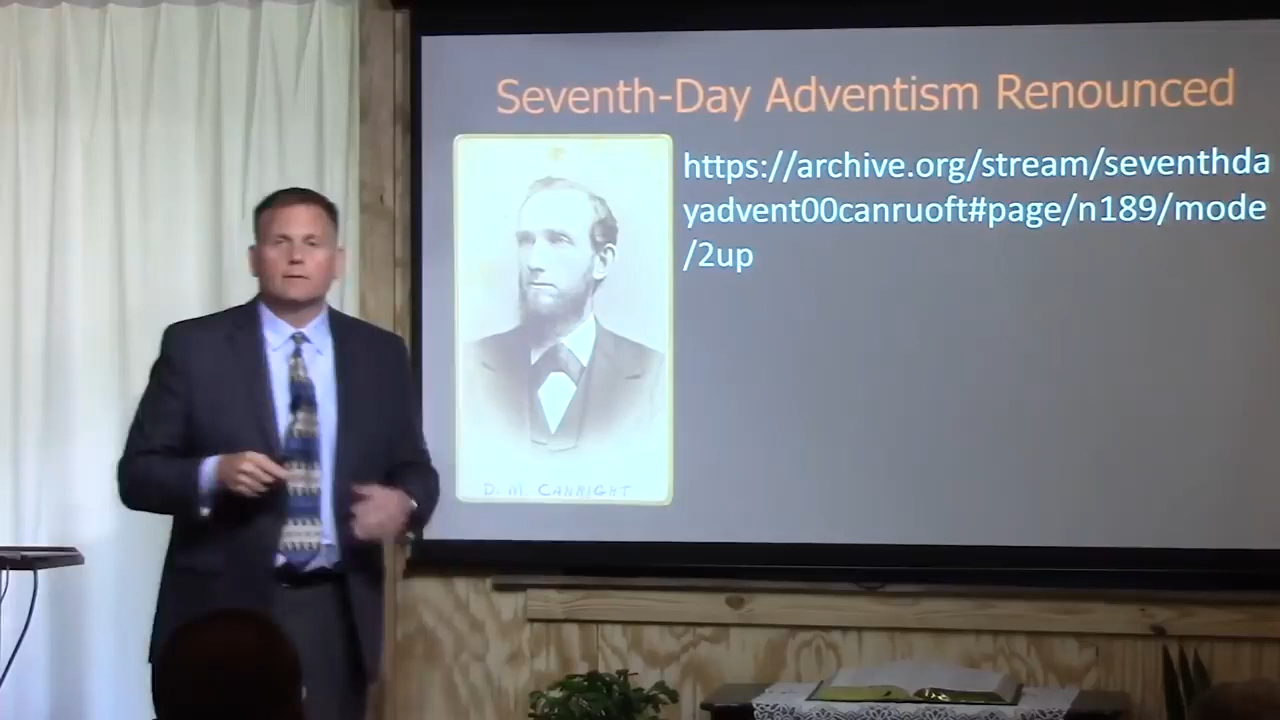 Seventh-Day Adventism Renounced
https://archive.org/stream/seventhda
yadvent00canruoft#page/n189/mode
/2up
D. M. CANRIGHT